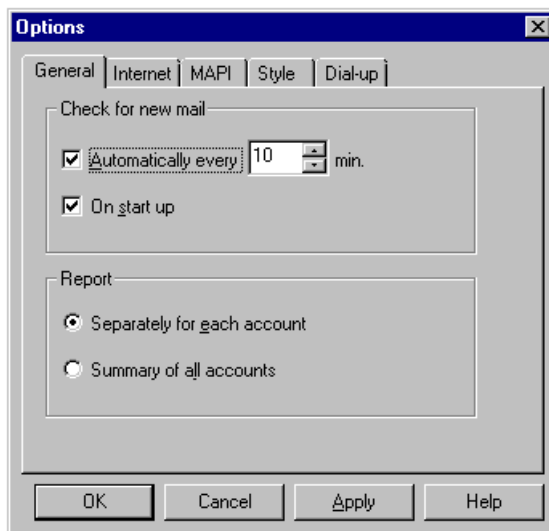 Options
General Internet MAPI Style Dial-up
Check for new mail
Automatically every 10 min.
On start up
Report
Separately for each account
Summary of all accounts
OK Cancel Apply Help